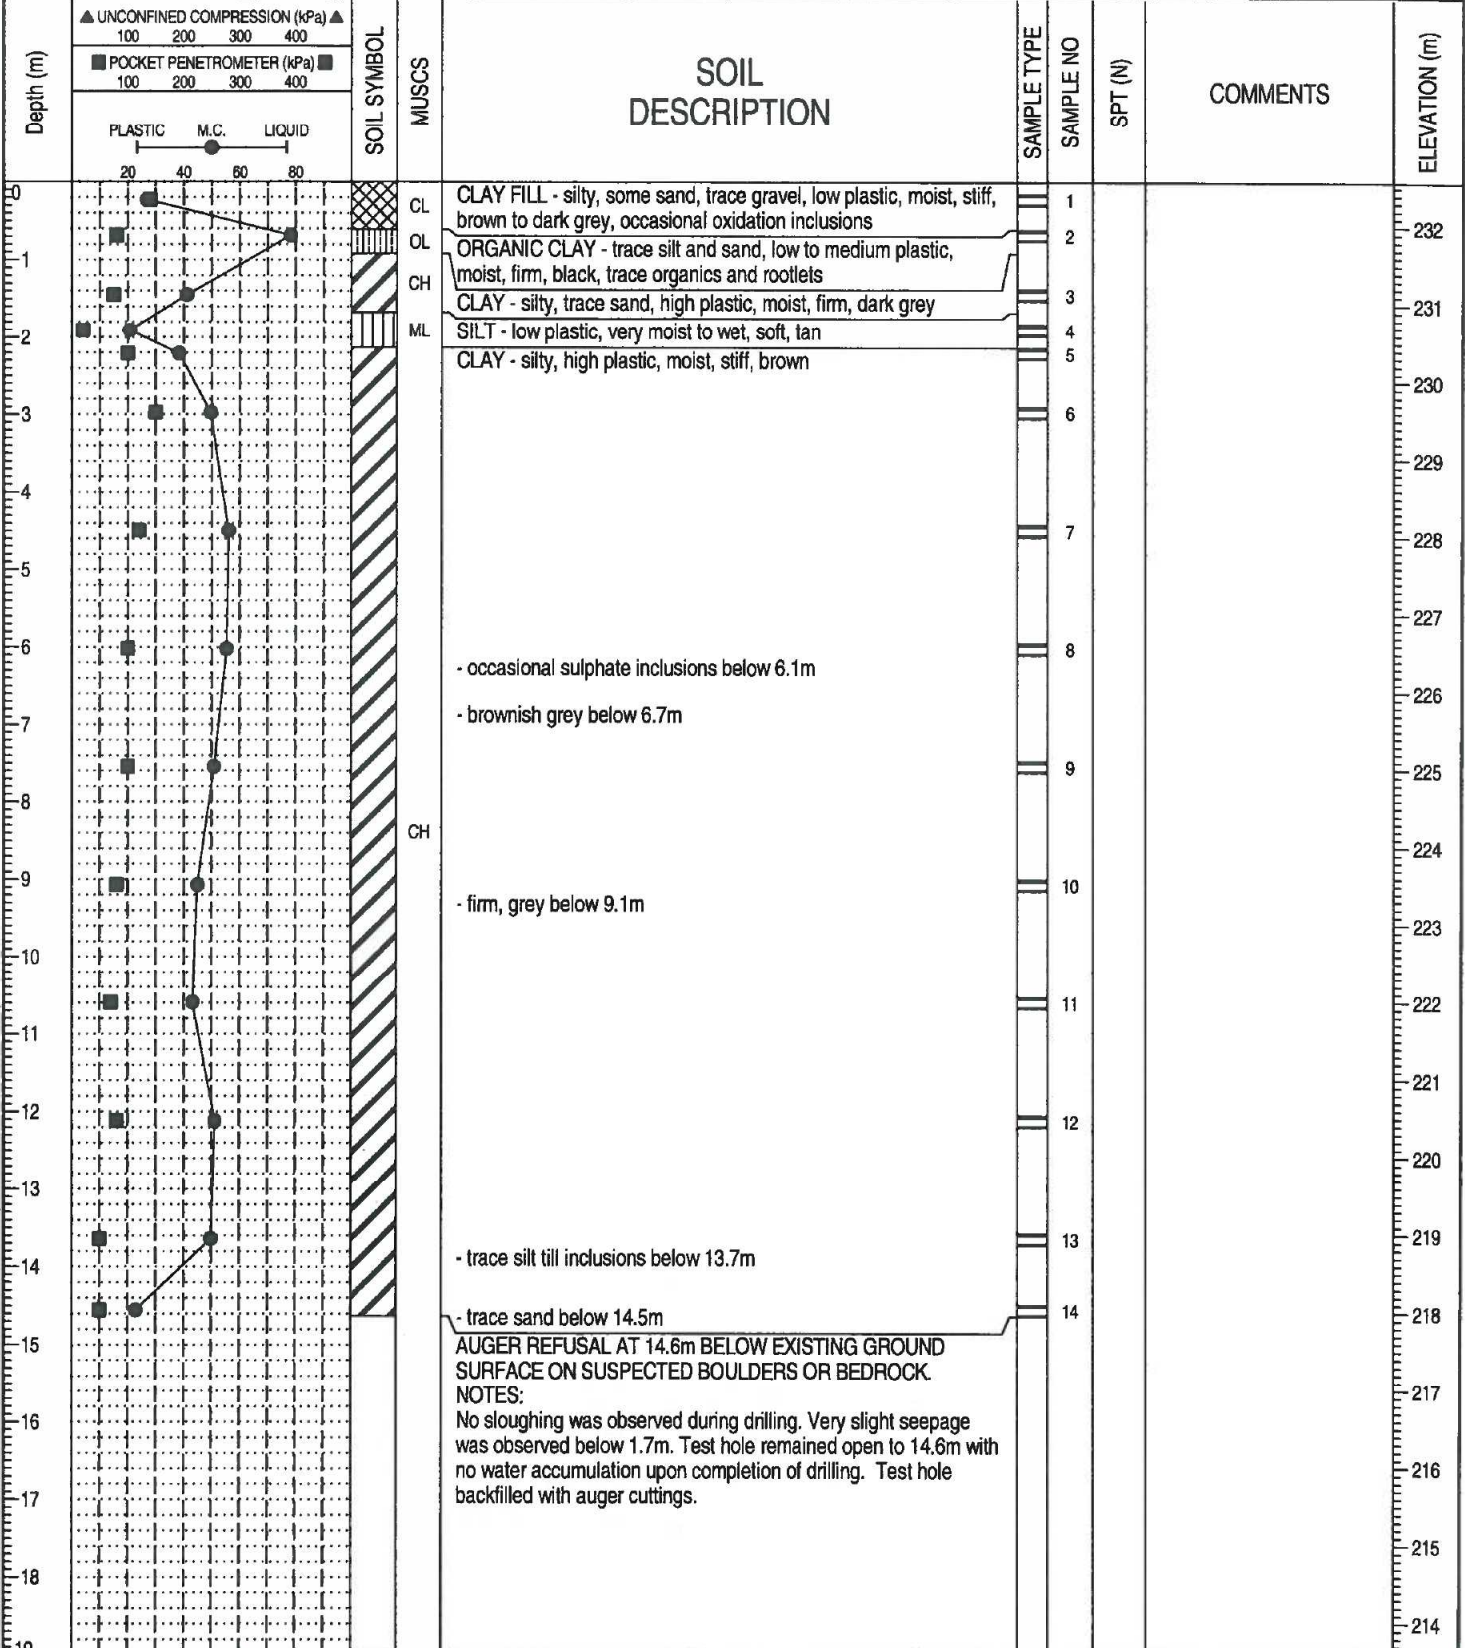 ▲ UNCONFINED COMPRESSION (kPa) ▲
100 200 300 400
■ POCKET PENETROMETER (kPa) ■
100 200 300 400
PLASTIC M.C. LIQUID
20 40 60 80
Depth (m)
SOIL SYMBOL
MUSCS
SOIL
DESCRIPTION
SAMPLE TYPE
SAMPLE NO
SPT (N)
COMMENTS
ELEVATION (m)
0
CL
CLAY FILL - silty, some sand, trace gravel, low plastic, moist, stiff,
brown to dark grey, occasional oxidation inclusions
1
232
OL
ORGANIC CLAY - trace silt and sand, low to medium plastic,
moist, firm, black, trace organics and rootlets
2
1
CH
CLAY - silty, trace sand, high plastic, moist, firm, dark grey
3
231
ML
SILT - low plastic, very moist to wet, soft, tan
4
2
CLAY - silty, high plastic, moist, stiff, brown
5
230
3
6
229
4
7
228
5
227
6
8
- occasional sulphate inclusions below 6.1m
226
- brownish grey below 6.7m
7
9
225
8
CH
224
9
10
- firm, grey below 9.1m
223
10
11
222
11
221
12
12
220
13
13
219
- trace silt till inclusions below 13.7m
14
14
218
- trace sand below 14.5m
15
AUGER REFUSAL AT 14.6m BELOW EXISTING GROUND
SURFACE ON SUSPECTED BOULDERS OR BEDROCK.
NOTES:
217
16
No sloughing was observed during drilling. Very slight seepage
was observed below 1.7m. Test hole remained open to 14.6m with
no water accumulation upon completion of drilling. Test hole
backfilled with auger cuttings.
216
17
215
18
214